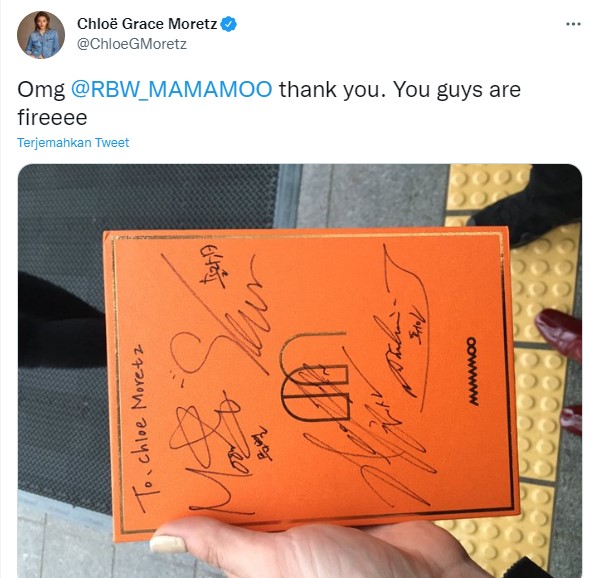 Chloë Grace Moretz
@ChloeGMoretz
Omg @RBW_MAMAMOO thank you. You guys are
fireeee
Terjemahkan Tweet
To. Chloe Moretz
MAMAMOO